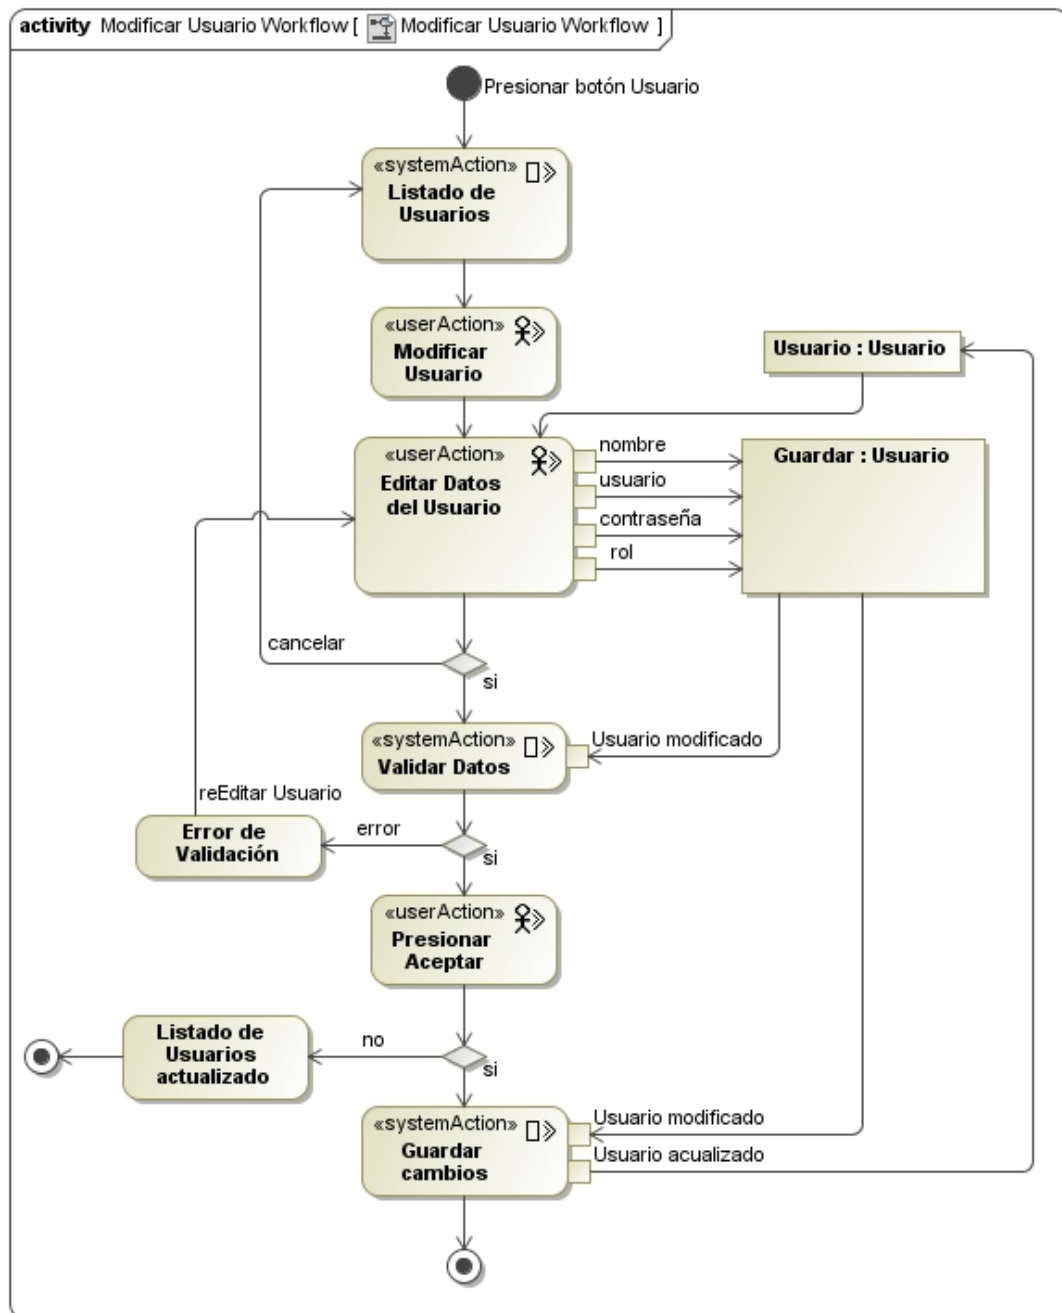 activity Modificar Usuario Workflow [ Modificar Usuario Workflow ]
Presionar botón Usuario
«systemAction»
Listado de
Usuarios
«userAction»
Modificar
Usuario
Usuario : Usuario
«userAction»
Editar Datos
del Usuario
nombre
usuario
contraseña
rol
Guardar : Usuario
cancelar
si
«systemAction»
Validar Datos
Usuario modificado
reEditar Usuario
Error de
Validación
error
si
«userAction»
Presionar
Aceptar
Listado de
Usuarios
actualizado
no
si
«systemAction»
Guardar
cambios
Usuario modificado
Usuario acualizado